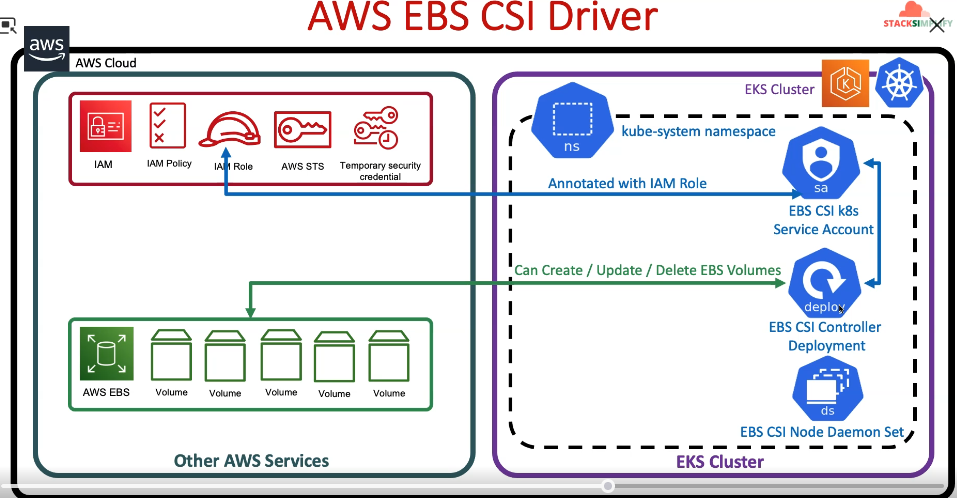 AWS EBS CSI Driver
STACKSIMPLIFY
aws
AWS Cloud
EKS Cluster
K
ns
kube-system namespace
IAM
IAM Policy
IAM Role
AWS STS
Temporary security
credential
sa
Annotated with IAM Role
EBS CSI k8s
Service Account
Can Create / Update / Delete EBS Volumes
deploy
EBS CSI Controller
Deployment
AWS EBS
Volume
Volume
Volume
Volume
Volume
ds
EBS CSI Node Daemon Set
Other AWS Services
EKS Cluster